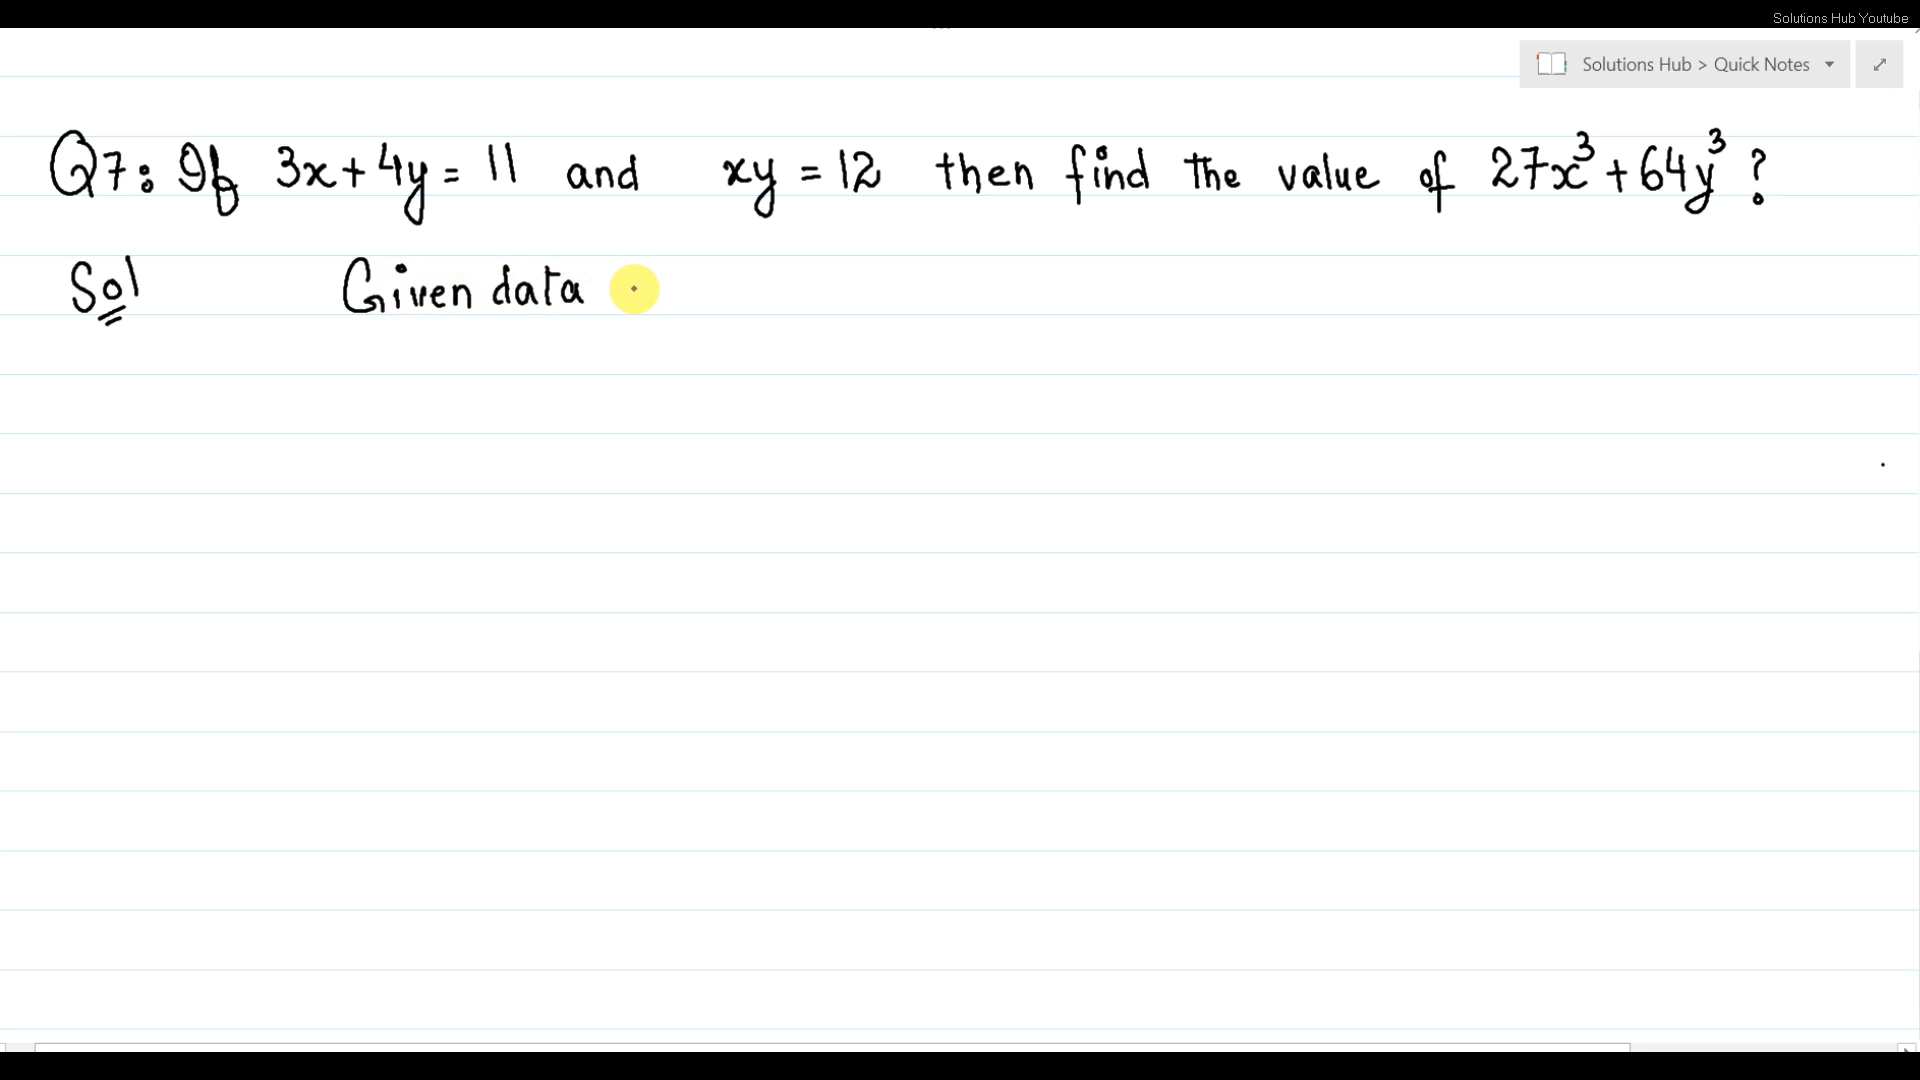 Solutions Hub Youtube
Solutions Hub > Quick Notes
Q7: If 3x+4y = 11 and xy = 12 then find the value of 27x³+64y³ ?
Sol Given data